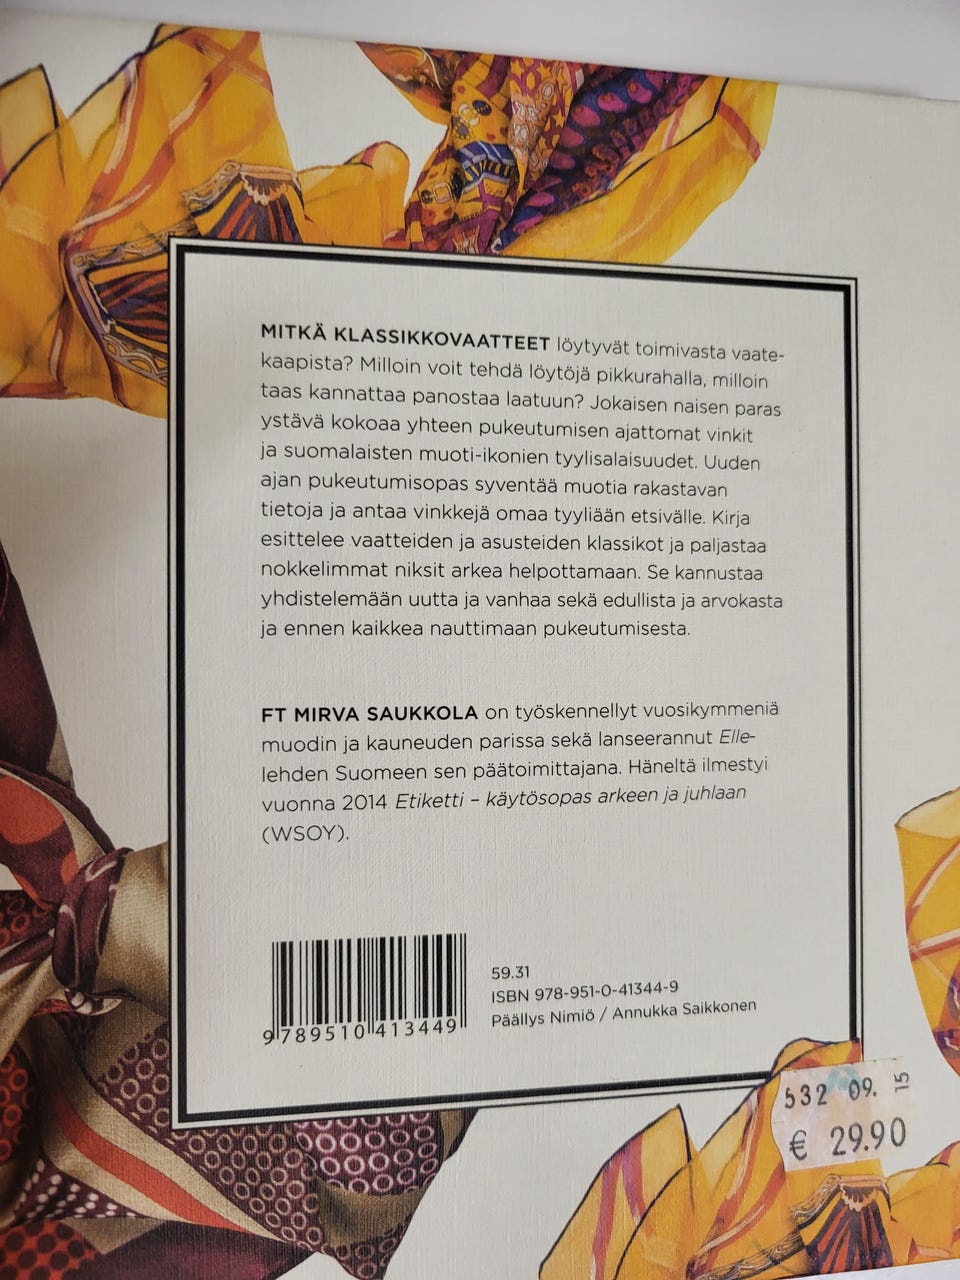 MITKÄ KLASSIKKOVAATTEET löytyvät toimivasta vaate-
kaapista? Milloin voit tehdä löytöjä pikkurahalla, milloin
taas kannattaa panostaa laatuun? Jokaisen naisen paras
ystävä kokoaa yhteen pukeutumisen ajattomat vinkit
ja suomalaisten muoti-ikonien tyylisalaisuudet. Uuden
ajan pukeutumisopas syventää muotia rakastavan
tietoja ja antaa vinkkejä omaa tyyliään etsivälle. Kirja
esittelee vaatteiden ja asusteiden klassikot ja paljastaa
nokkelimmat niksit arkea helpottamaan. Se kannustaa
yhdistelemään uutta ja vanhaa sekä edullista ja arvokasta
ja ennen kaikkea nauttimaan pukeutumisesta.
FT MIRVA SAUKKOLA on työskennellyt vuosikymmeniä
muodin ja kauneuden parissa sekä lanseerannut Elle-
lehden Suomeen sen päätoimittajana. Häneltä ilmestyi
vuonna 2014 Etiketti – käytösopas arkeen ja juhlaan
(WSOY).
59.31
ISBN 978-951-0-41344-9
Päällys Nimiö / Annukka Saikkonen
9 789510 413449
532 09. 15
€ 29.90